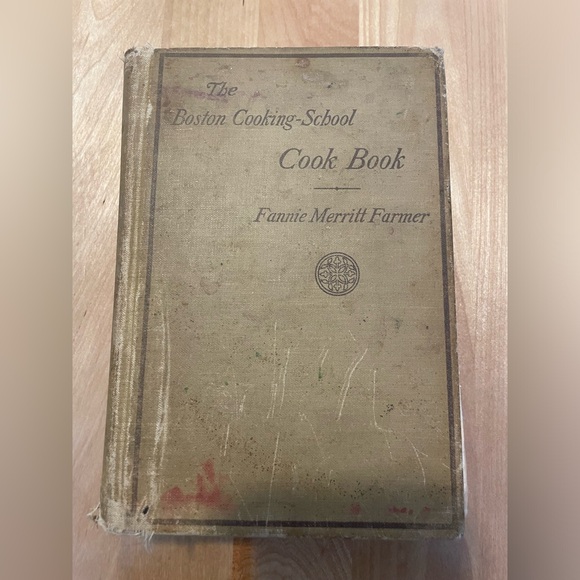 The
Boston Cooking-School
Cook Book
Fannie Merritt Farmer